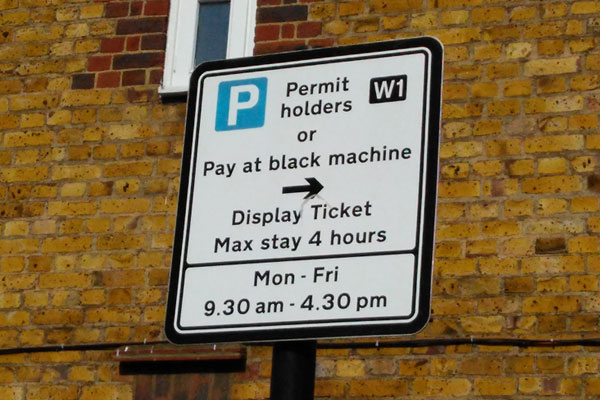 P Permit W1
holders
or
Pay at black machine
→
Display Ticket
Max stay 4 hours
Mon - Fri
9.30 am - 4.30 pm